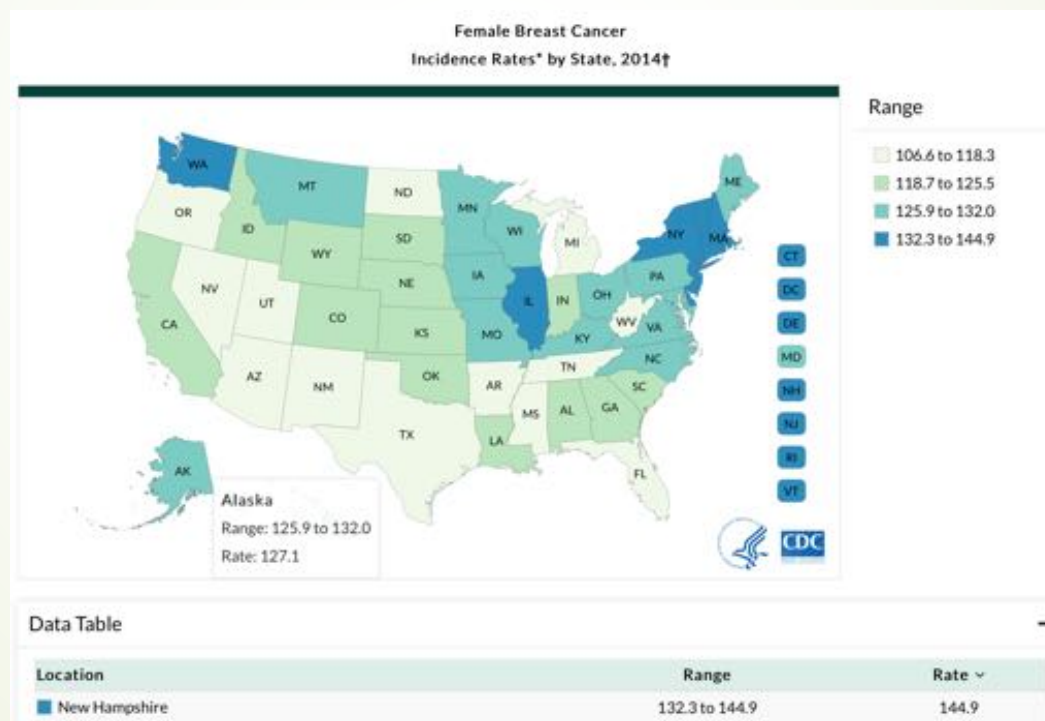 Female Breast Cancer
Incidence Rates* by State, 2014†
Range
106.6 to 118.3
118.7 to 125.5
125.9 to 132.0
132.3 to 144.9
WA
MT
ND
MN
ME
OR
ID
SD
WI
MI
NY
MA
WY
IA
PA
NE
NV
UT
IL
IN
OH
CO
CA
KS
MO
WV
VA
KY
NC
TN
AZ
NM
OK
AR
SC
MS
AL
GA
TX
LA
FL
AK
CT
DC
DE
MD
NH
NJ
RI
VT
Alaska
Range: 125.9 to 132.0
Rate: 127.1
CDC
Data Table
Location Range Rate
New Hampshire 132.3 to 144.9 144.9